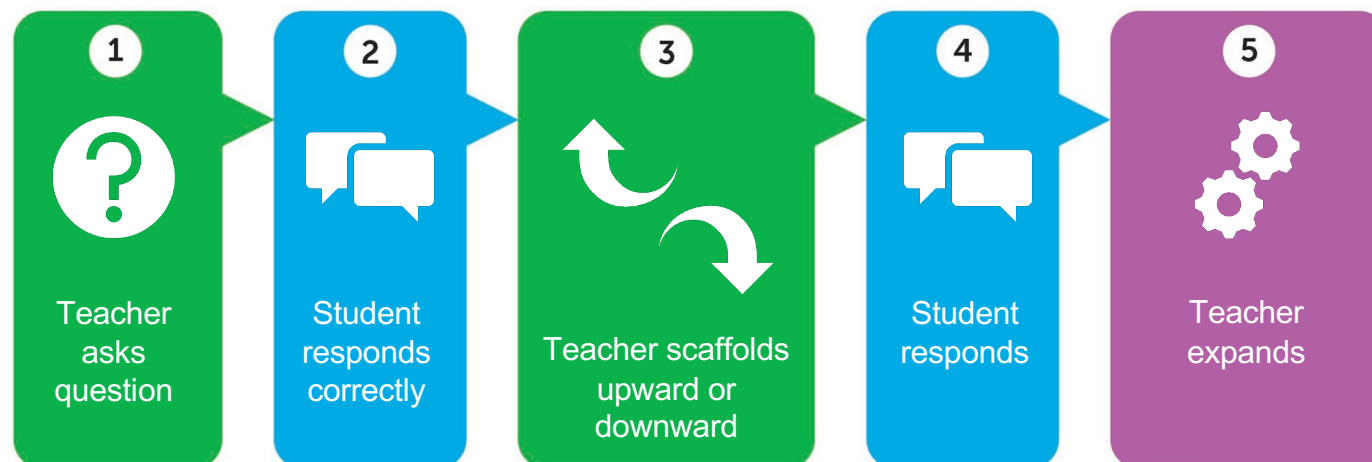 1
Teacher
asks
question
2
Student
responds
correctly
3
Teacher scaffolds
upward or
downward
4
Student
responds
5
Teacher
expands